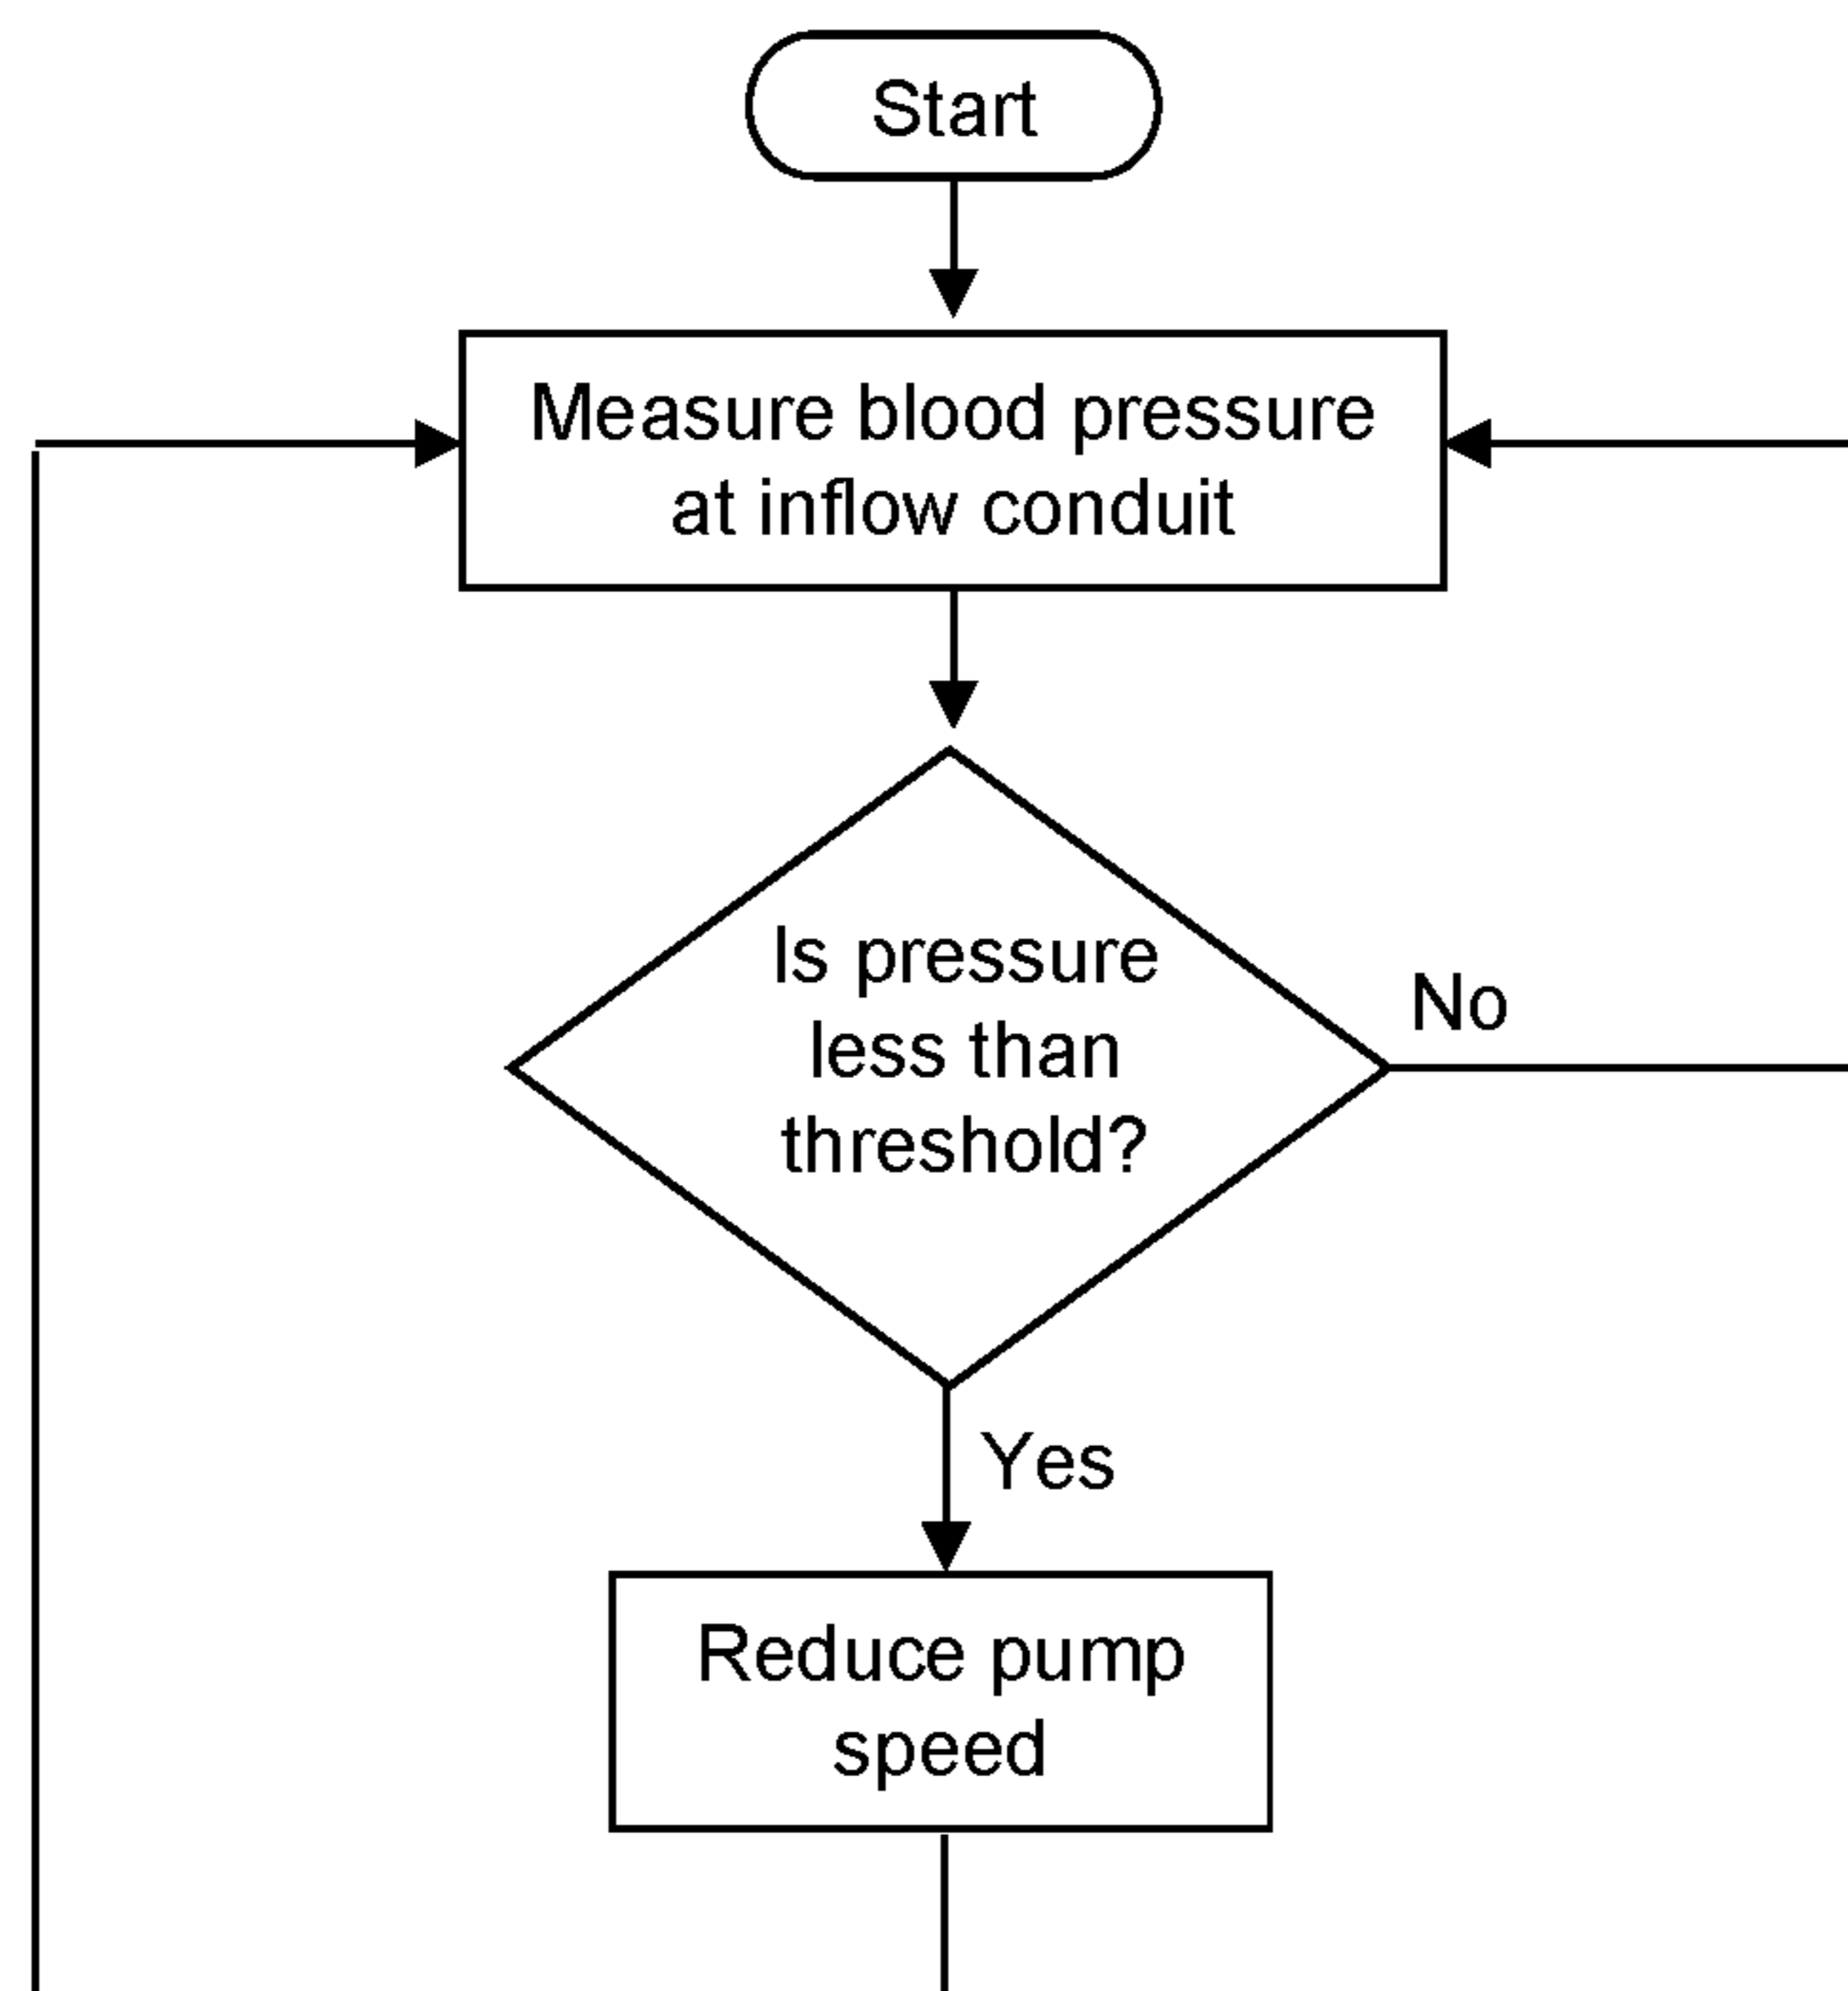 Start
Measure blood pressure
at inflow conduit
Is pressure
less than
threshold?
No
Yes
Reduce pump
speed